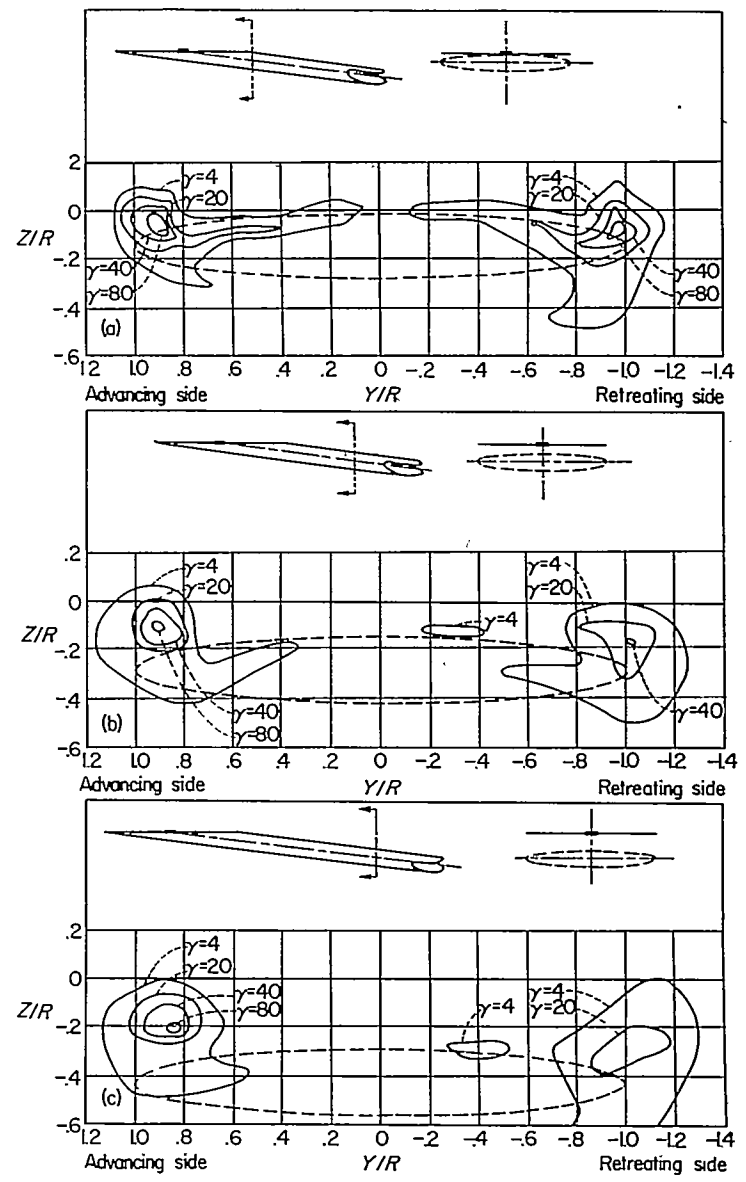 γ=4
γ=20
γ=4
γ=20
.2
0
-.2
-.4
-.6
Z/R
γ=40
γ=80
γ=40
γ=80
(a)
1.2 1.0 .8 .6 .4 .2 0 -.2 -.4 -.6 -.8 -1.0 -1.2 -1.4
Advancing side Y/R Retreating side
γ=4
γ=20
γ=4
γ=4
γ=20
.2
0
-.2
-.4
-.6
Z/R
γ=40
γ=80
γ=40
(b)
1.2 1.0 .8 .6 .4 .2 0 -.2 -.4 -.6 -.8 -1.0 -1.2 -1.4
Advancing side Y/R Retreating side
γ=4
γ=20
γ=40
γ=80
γ=4
γ=4
γ=20
.2
0
-.2
-.4
-.6
Z/R
(c)
1.2 1.0 .8 .6 .4 .2 0 -.2 -.4 -.6 -.8 -1.0 -1.2 -1.4
Advancing side Y/R Retreating side